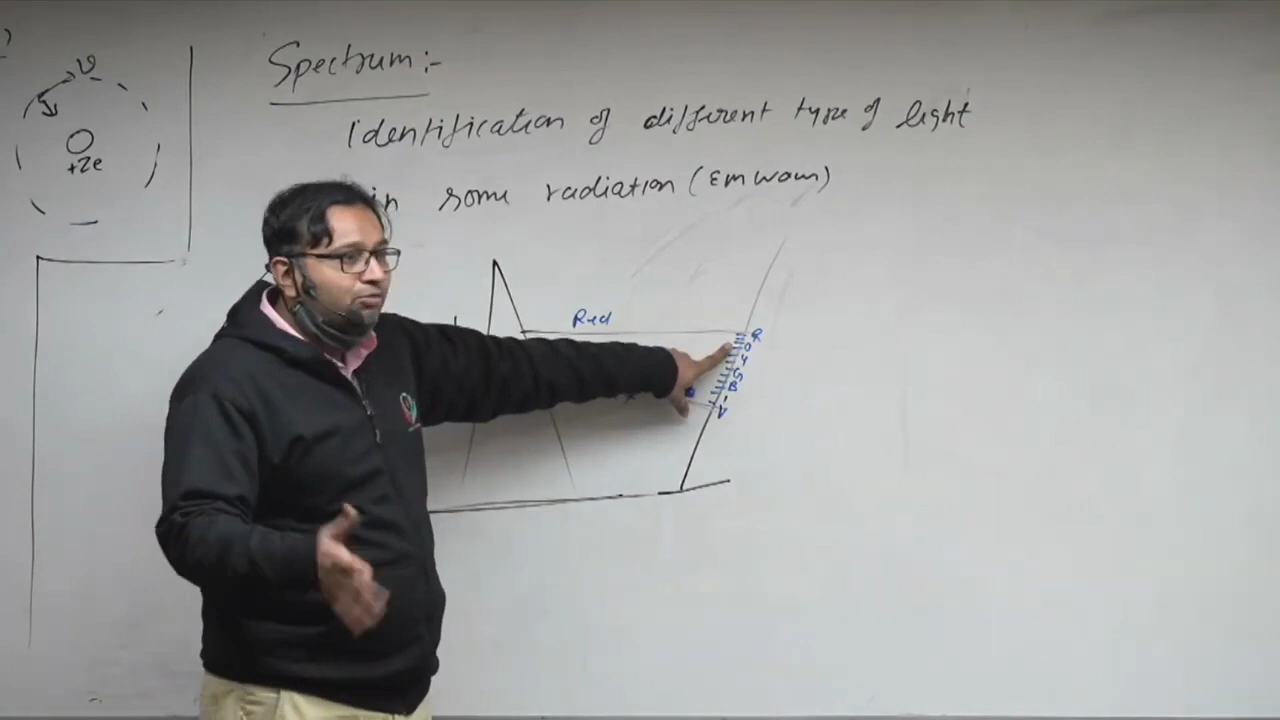 ν
+Ze
Spectrum :-
Identification of different type of light
in some radiation (Em wave)
Red
R
O
Y
G
B
I
V